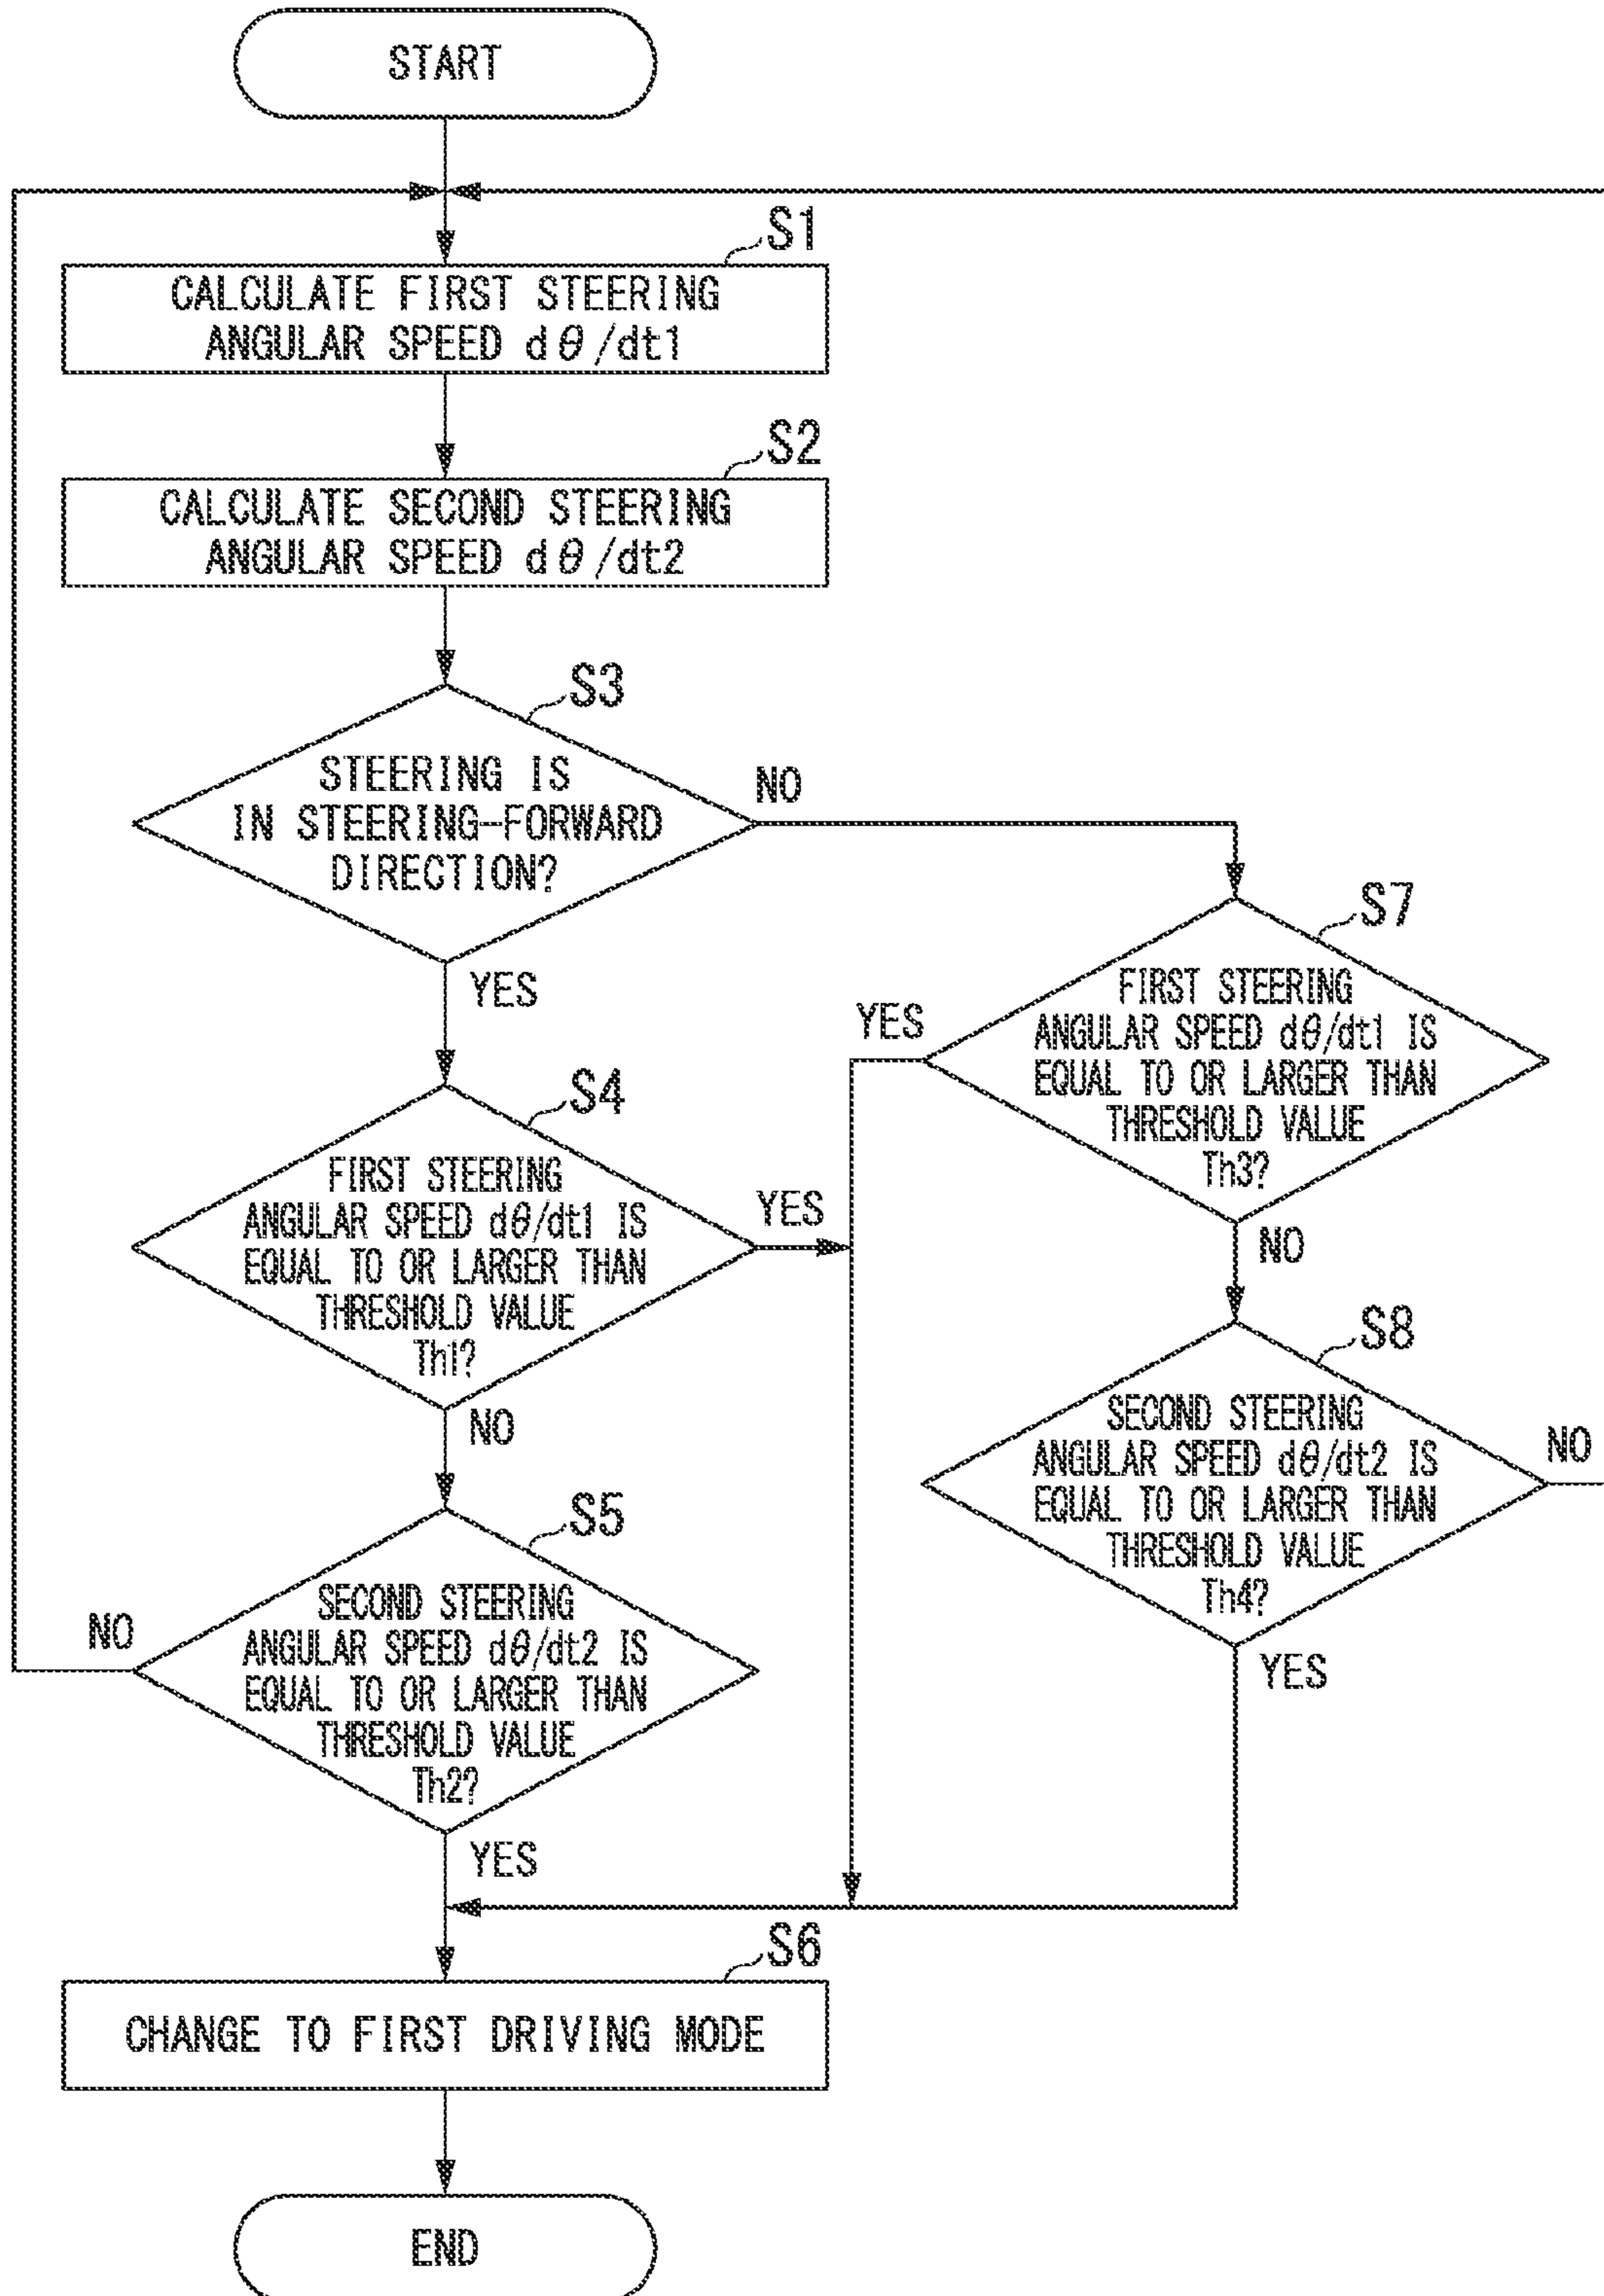 START
S1
CALCULATE FIRST STEERING
ANGULAR SPEED dθ/dt1
S2
CALCULATE SECOND STEERING
ANGULAR SPEED dθ/dt2
S3
STEERING IS
IN STEERING-FORWARD
DIRECTION?
NO
YES
S7
FIRST STEERING
ANGULAR SPEED dθ/dt1 IS
EQUAL TO OR LARGER THAN
THRESHOLD VALUE
Th3?
YES
NO
S4
FIRST STEERING
ANGULAR SPEED dθ/dt1 IS
EQUAL TO OR LARGER THAN
THRESHOLD VALUE
Th1?
YES
NO
S8
SECOND STEERING
ANGULAR SPEED dθ/dt2 IS
EQUAL TO OR LARGER THAN
THRESHOLD VALUE
Th4?
NO
YES
S5
SECOND STEERING
ANGULAR SPEED dθ/dt2 IS
EQUAL TO OR LARGER THAN
THRESHOLD VALUE
Th2?
NO
YES
S6
CHANGE TO FIRST DRIVING MODE
END